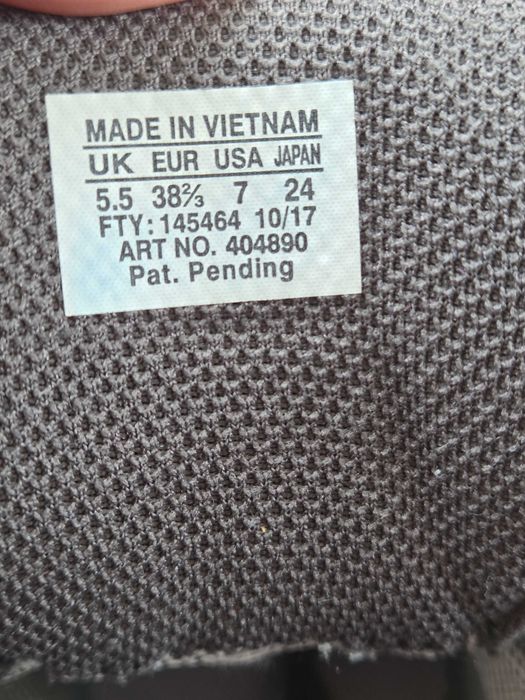 MADE IN VIETNAM
UK EUR USA JAPAN
5.5 38⅔ 7 24
FTY: 145464 10/17
ART NO. 404890
Pat. Pending